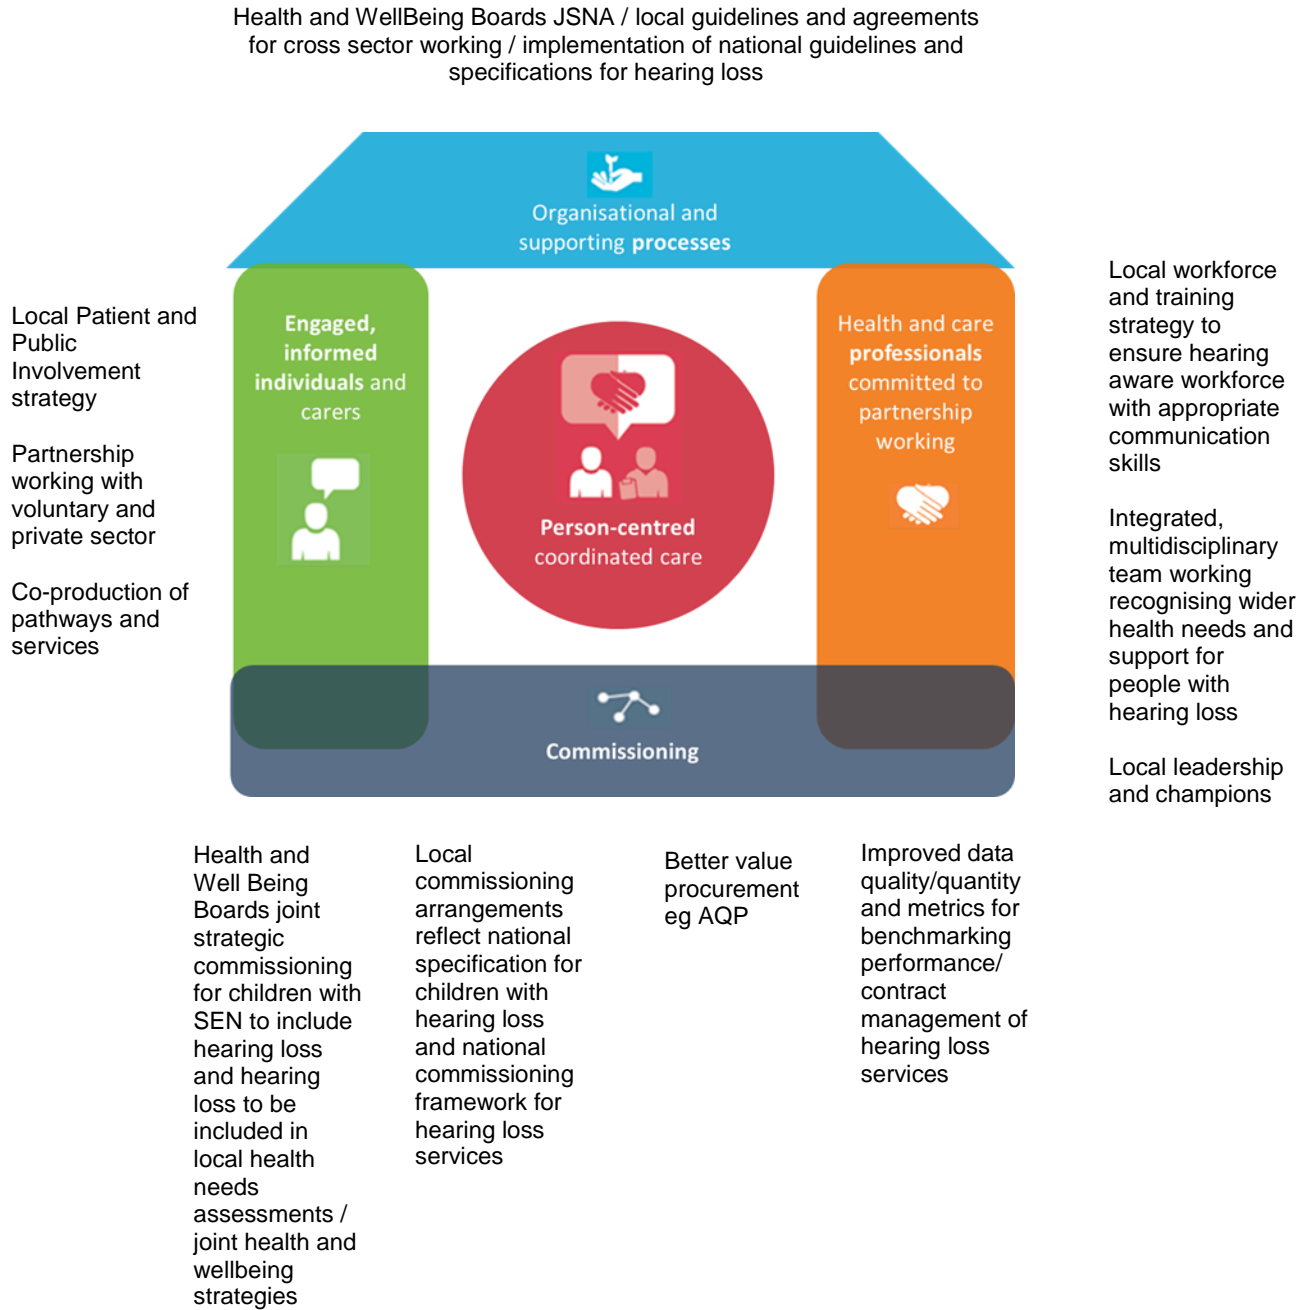 Health and WellBeing Boards JSNA / local guidelines and agreements
for cross sector working / implementation of national guidelines and
specifications for hearing loss
Organisational and
supporting processes
Local Patient and
Public
Involvement
strategy
Partnership
working with
voluntary and
private sector
Co-production of
pathways and
services
Engaged,
informed
individuals and
carers
Person-centred
coordinated care
Health and care
professionals
committed to
partnership
working
Local workforce
and training
strategy to
ensure hearing
aware workforce
with appropriate
communication
skills
Integrated,
multidisciplinary
team working
recognising wider
health needs and
support for
people with
hearing loss
Local leadership
and champions
Commissioning
Health and
Well Being
Boards joint
strategic
commissioning
for children with
SEN to include
hearing loss
and hearing
loss to be
included in
local health
needs
assessments /
joint health and
wellbeing
strategies
Local
commissioning
arrangements
reflect national
specification for
children with
hearing loss
and national
commissioning
framework for
hearing loss
services
Better value
procurement
eg AQP
Improved data
quality/quantity
and metrics for
benchmarking
performance/
contract
management of
hearing loss
services